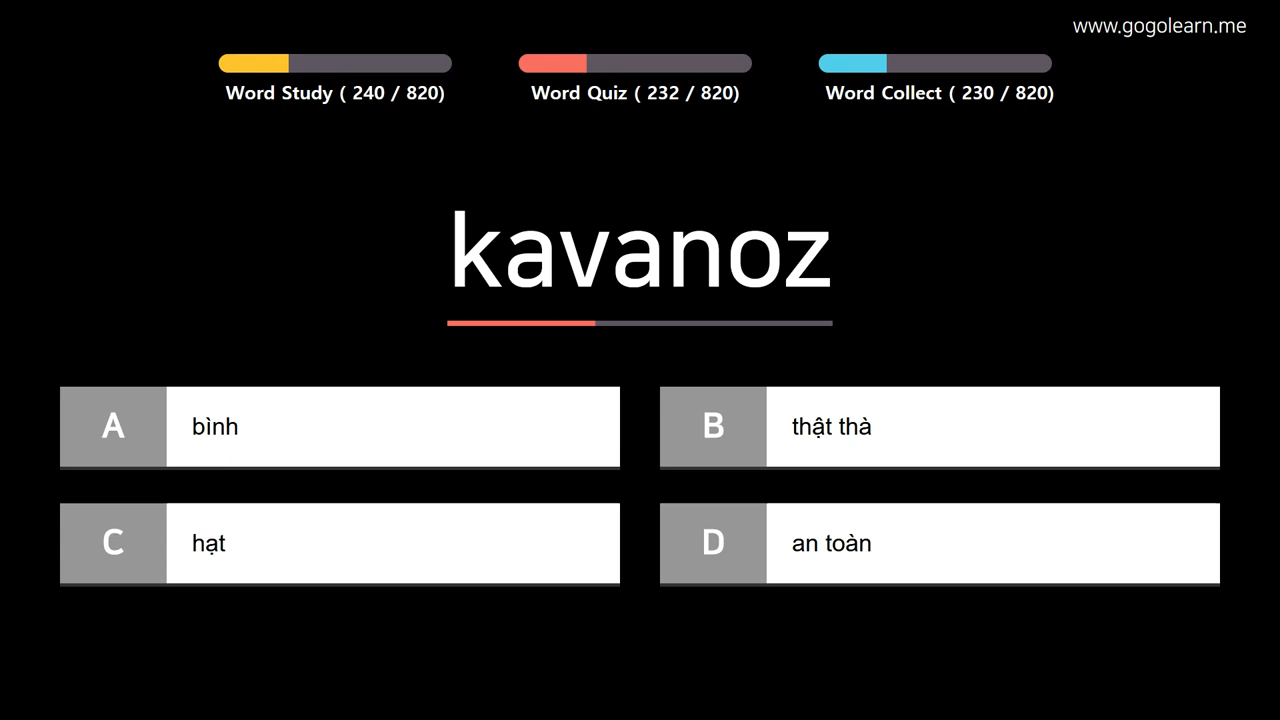 www.gogolearn.me
Word Study ( 240 / 820)
Word Quiz ( 232 / 820)
Word Collect ( 230 / 820)
kavanoz
A bình
B thật thà
C hạt
D an toàn